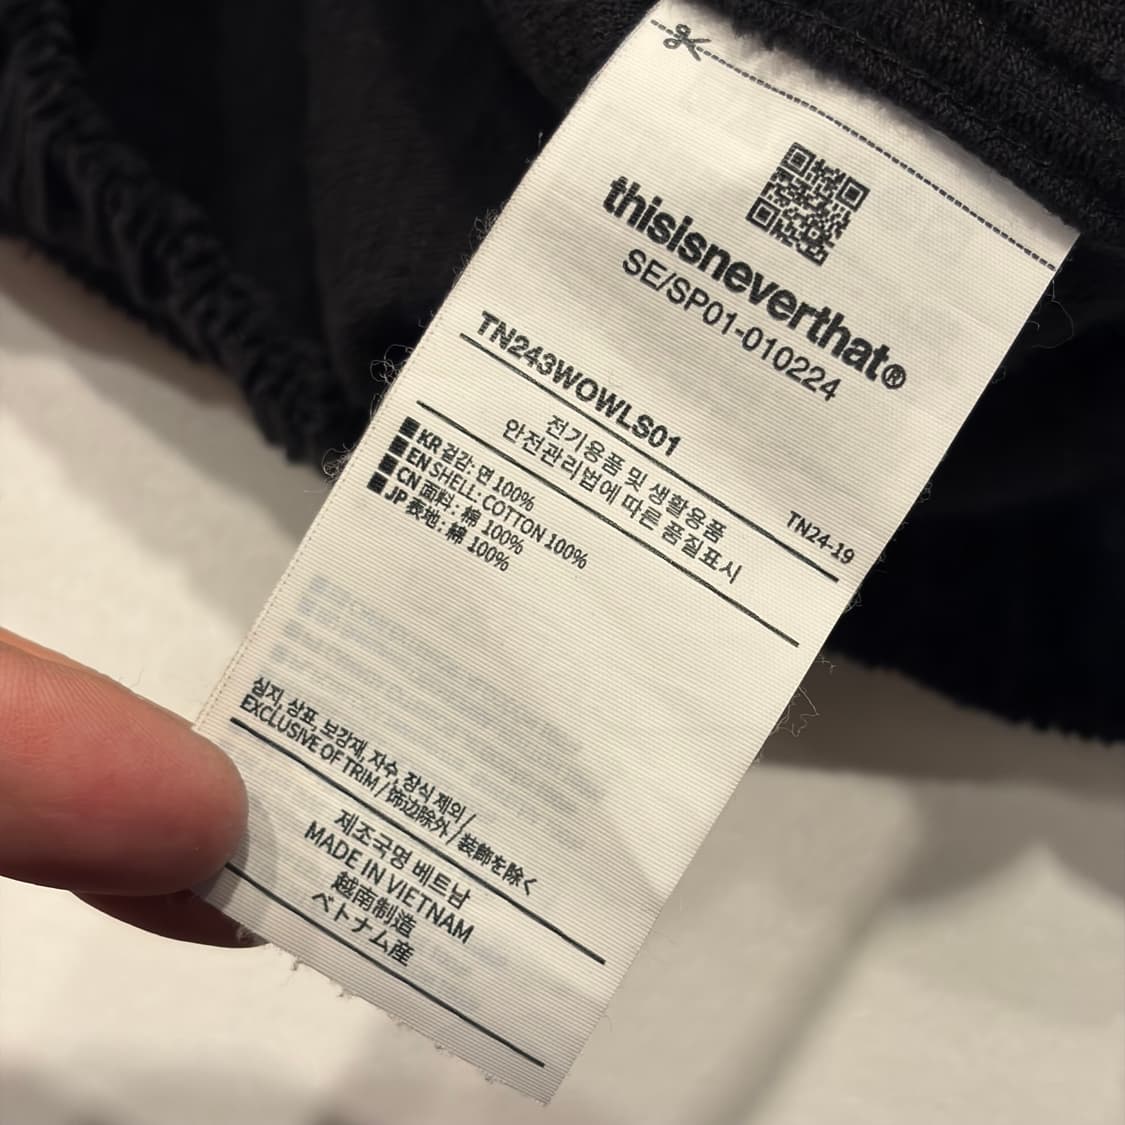 thisisneverthat®
SE/SP01-010224
TN243WOWLS01
TN24-19
전기용품 및 생활용품
안전관리법에 따른 품질표시
KR 겉감: 면 100%
EN SHELL: COTTON 100%
CN 面料: 綿 100%
JP 表地: 綿 100%
심지, 상표, 보강재, 자수, 장식 제외/
EXCLUSIVE OF TRIM/饰边除外/装飾を除く
제조국명 베트남
MADE IN VIETNAM
越南制造
ベトナム産